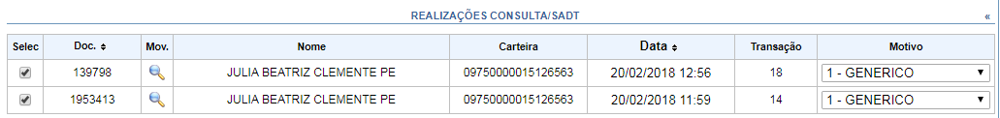 REALIZAÇÕES CONSULTA/SADT «
Selec Doc. Mov. Nome Carteira Data Transação Motivo
139798 JULIA BEATRIZ CLEMENTE PE 09750000015126563 20/02/2018 12:56 18 1 - GENERICO
1953413 JULIA BEATRIZ CLEMENTE PE 09750000015126563 20/02/2018 11:59 14 1 - GENERICO